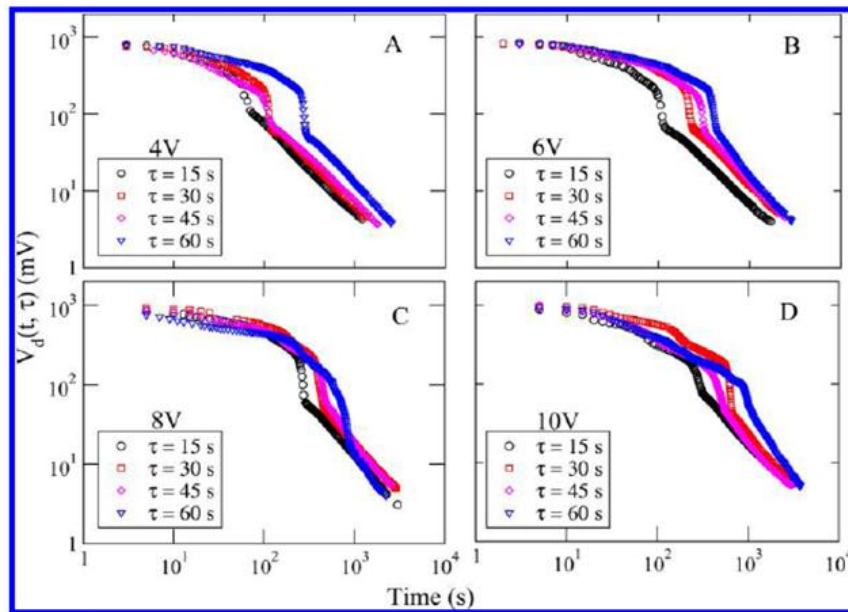 A
B
10³
10²
10¹
1
4V
τ = 15 s
τ = 30 s
τ = 45 s
τ = 60 s
6V
τ = 15 s
τ = 30 s
τ = 45 s
τ = 60 s
V_d(t, τ) (mV)
C
D
10³
10²
10¹
1
8V
τ = 15 s
τ = 30 s
τ = 45 s
τ = 60 s
10V
τ = 15 s
τ = 30 s
τ = 45 s
τ = 60 s
1 10¹ 10² 10³ 10⁴ 1 10¹ 10² 10³ 10⁴
Time (s)